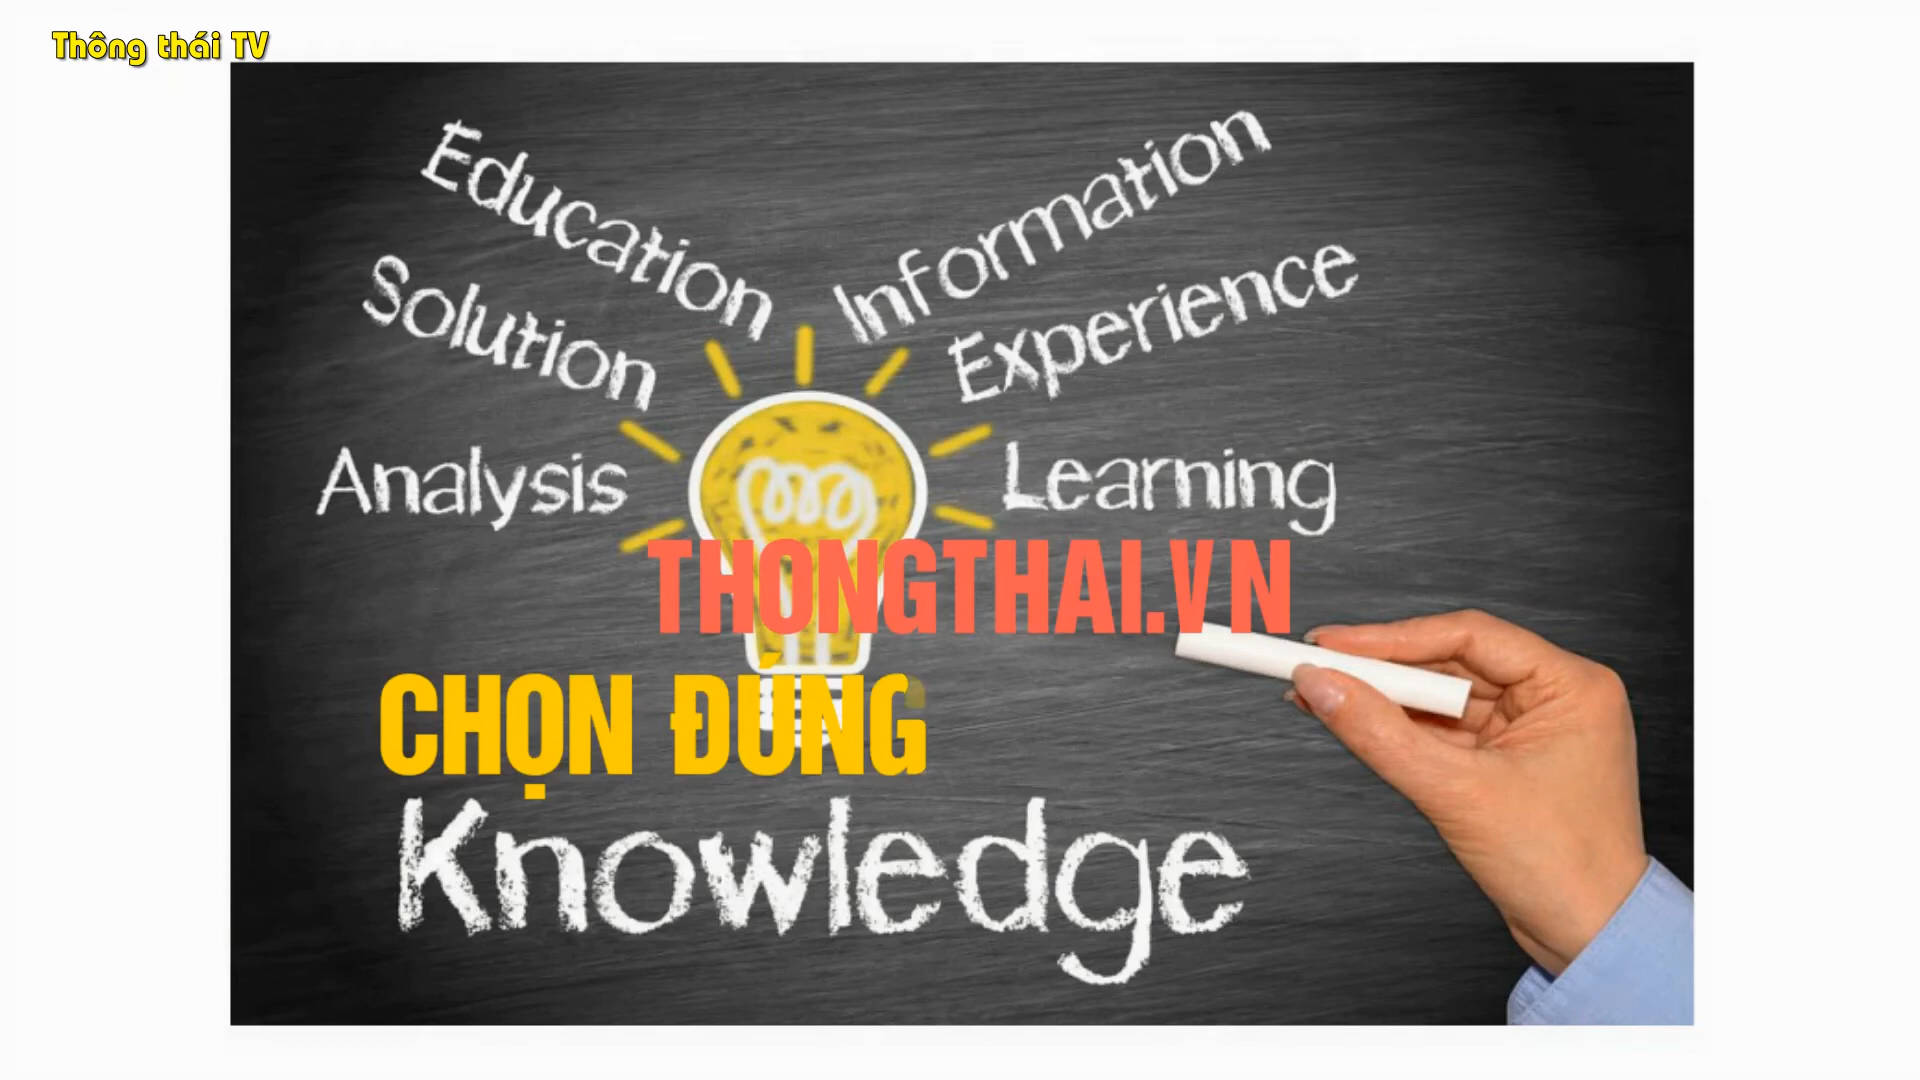 Thông thái TV
Education
Information
Solution
Experience
Analysis
Learning
THONGTHAI.VN
CHỌN ĐÚNG
Knowledge